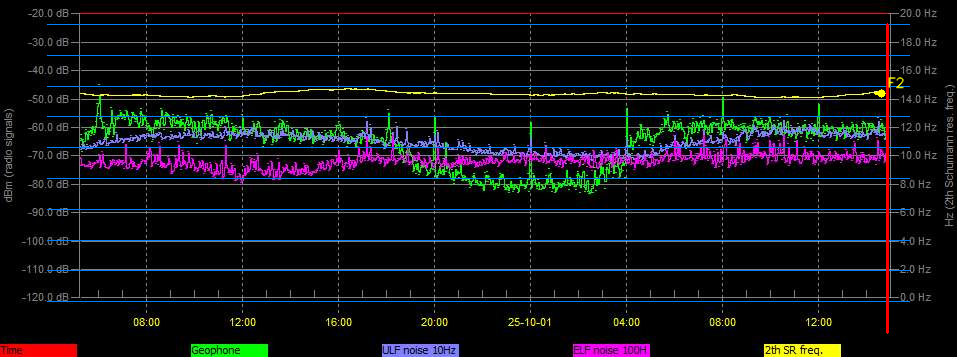 -20.0 dB 20.0 Hz
-30.0 dB 18.0 Hz
-40.0 dB 16.0 Hz
F2
-50.0 dB 14.0 Hz
-60.0 dB 12.0 Hz
-70.0 dB 10.0 Hz
-80.0 dB 8.0 Hz
-90.0 dB 6.0 Hz
-100.0 dB 4.0 Hz
-110.0 dB 2.0 Hz
-120.0 dB 0.0 Hz
dBm (radio signals)
Hz (2th Schumann res. freq.)
08:00 12:00 16:00 20:00 25-10-01 04:00 08:00 12:00
Time Geophone ULF noise 10Hz ELF noise 100H 2th SR freq.